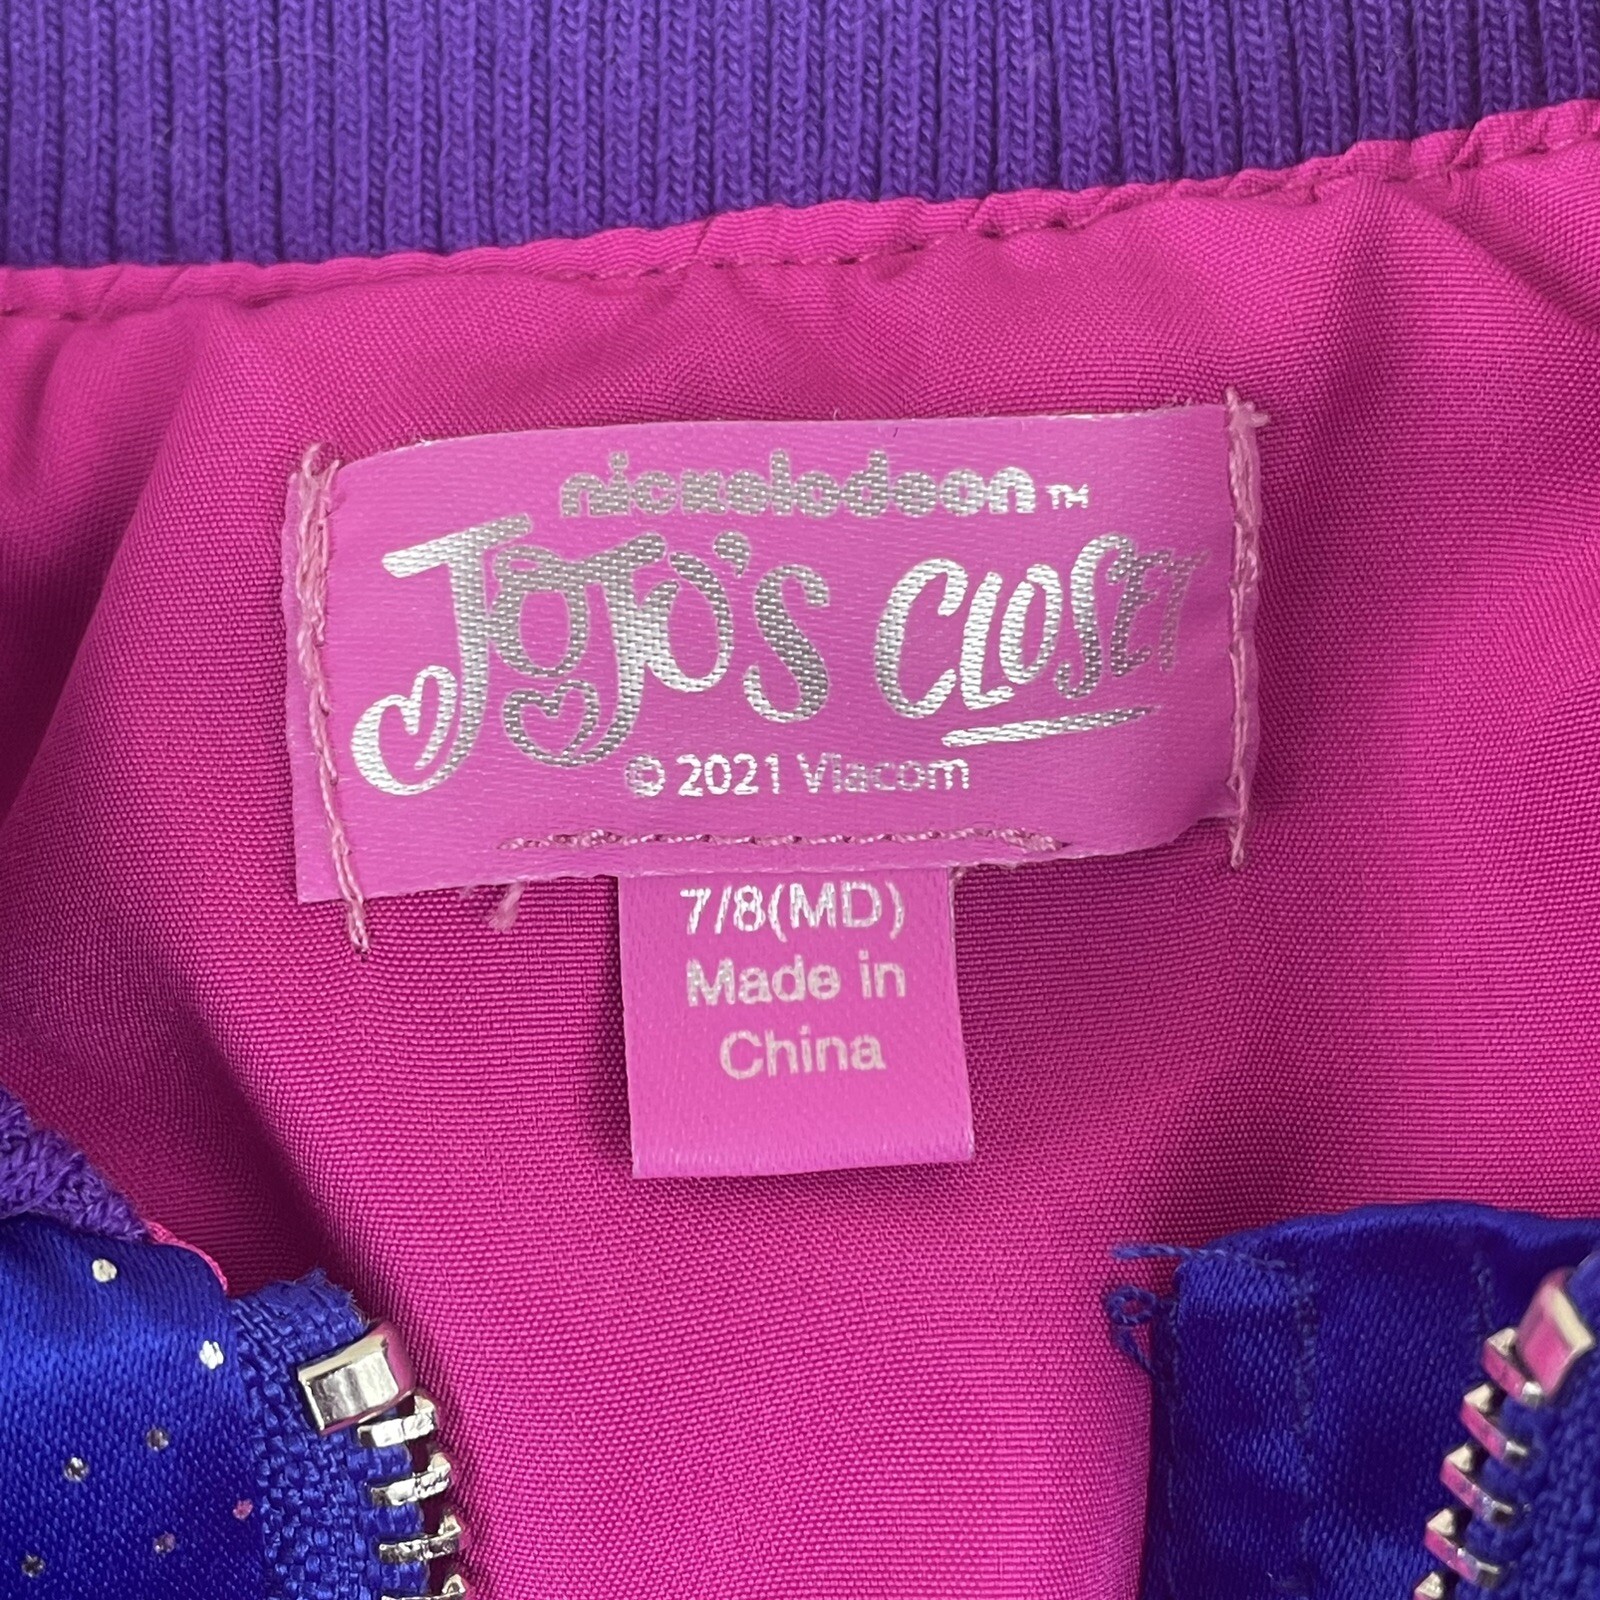 nickelodeon™
JoJo's CLOSET
© 2021 Viacom
7/8(MD)
Made in
China